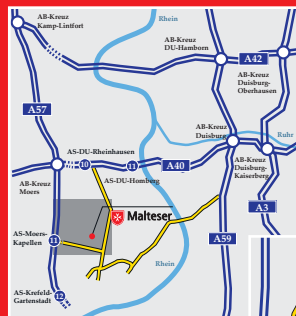 AB-Kreuz
Kamp-Lintfort
Rhein
AB-Kreuz
DU-Hamborn
A42
AB-Kreuz
Duisburg-
Oberhausen
A57
AB-Kreuz
Duisburg
Ruhr
AS-DU-Rheinhausen
10
11
A40
AB-Kreuz
Duisburg-
Kaiserberg
AB-Kreuz
Moers
AS-DU-Homberg
A3
Malteser
AS-Moers-
Kapellen
11
A59
Rhein
AS-Krefeld-
Gartenstadt
12